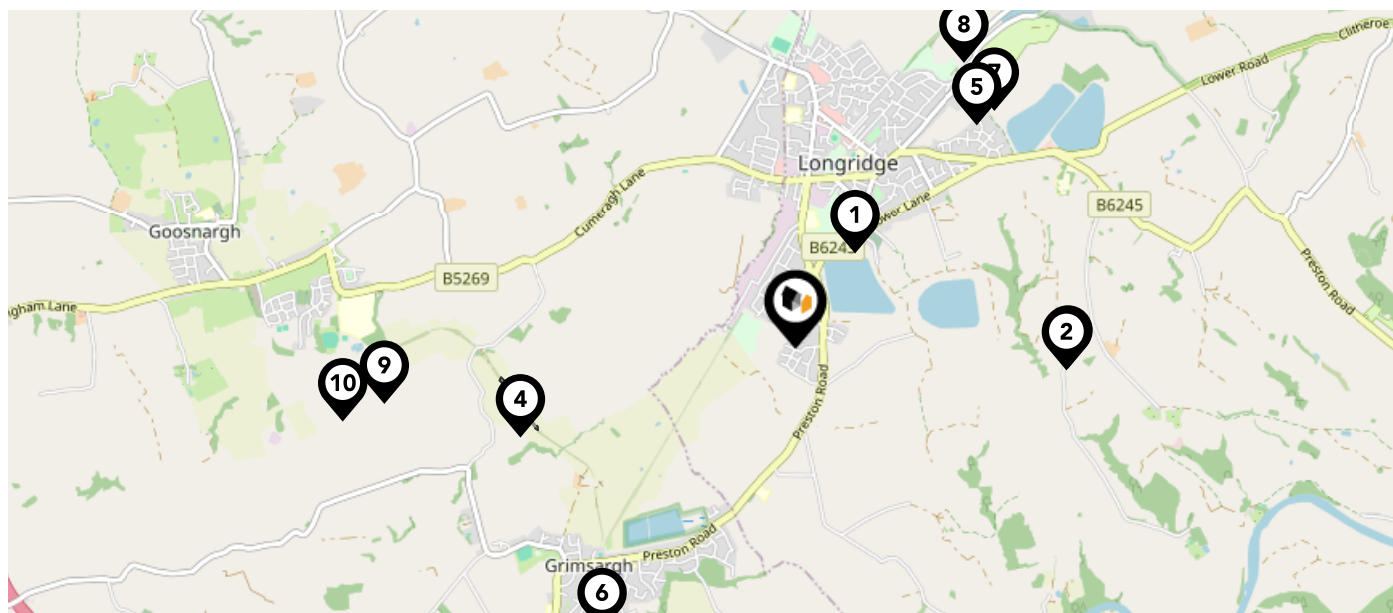 8
7
5
Clitheroe
Lower Road
Longridge
Cumeragh Lane
Lower Lane
1
B6245
B6245
Goosnargh
B5269
Preston Road
2
9
10
4
Preston Road
Preston Road
Grimsargh
6